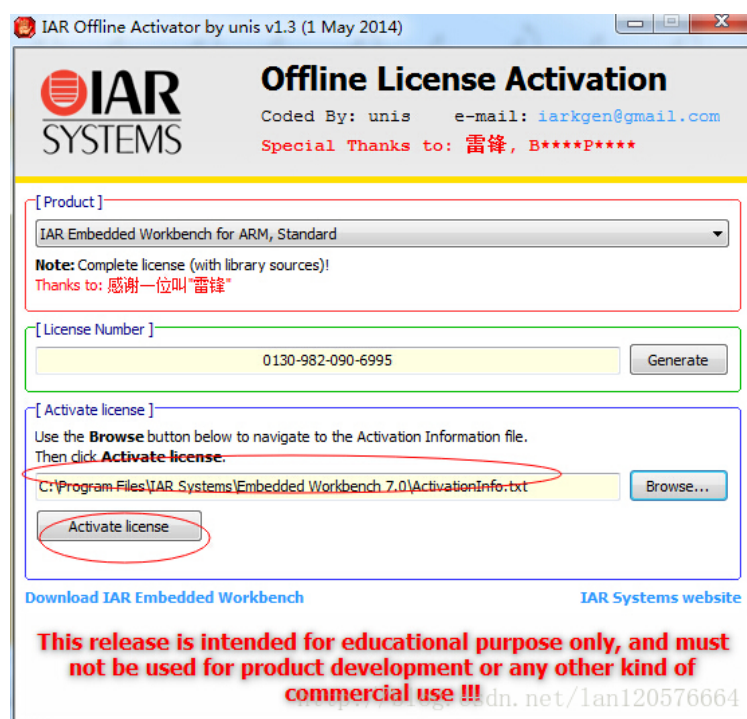 IAR Offline Activator by unis v1.3 (1 May 2014)
IAR
SYSTEMS
Offline License Activation
Coded By: unis e-mail: iarkgen@gmail.com
Special Thanks to: 雷锋, B****P****
[ Product ]
IAR Embedded Workbench for ARM, Standard
Note: Complete license (with library sources)!
Thanks to: 感谢一位叫"雷锋"
[ License Number ]
0130-982-090-6995
Generate
[ Activate license ]
Use the Browse button below to navigate to the Activation Information file.
Then click Activate license.
C:\Program Files\IAR Systems\Embedded Workbench 7.0\ActivationInfo.txt
Browse...
Activate license
Download IAR Embedded Workbench
IAR Systems website
This release is intended for educational purpose only, and must
not be used for product development or any other kind of
commercial use !!!
dn.net/lan120576664